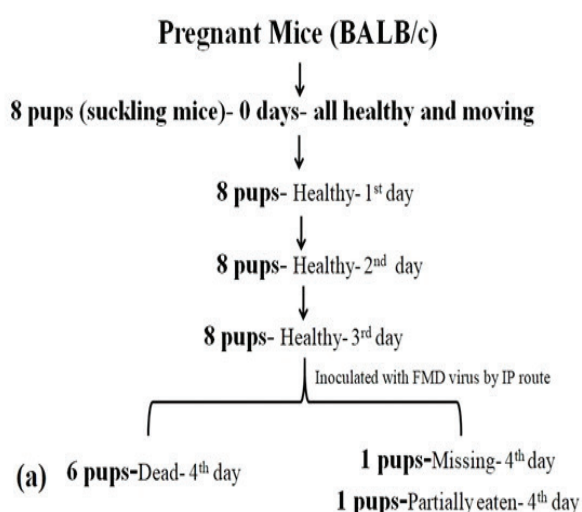 Pregnant Mice (BALB/c)
8 pups (suckling mice)- 0 days- all healthy and moving
8 pups- Healthy- 1st day
8 pups- Healthy- 2nd day
8 pups- Healthy- 3rd day
Inoculated with FMD virus by IP route
(a) 6 pups-Dead- 4th day
1 pups-Missing- 4th day
1 pups-Partially eaten- 4th day